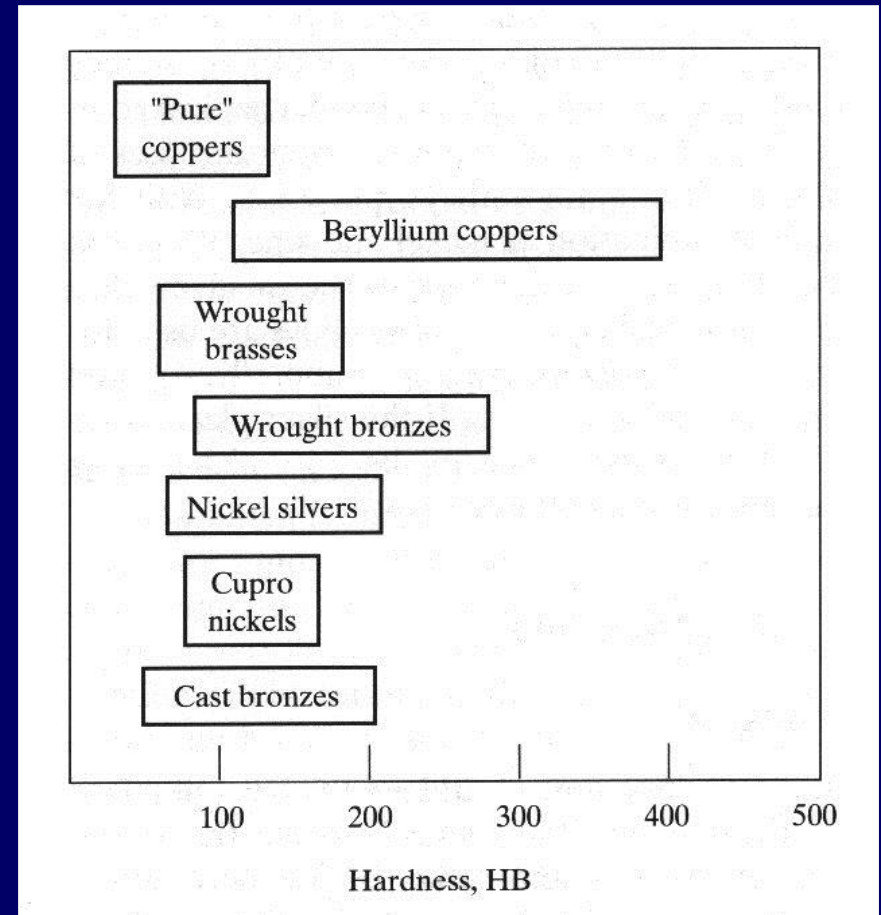 "Pure"
coppers
Beryllium coppers
Wrought
brasses
Wrought bronzes
Nickel silvers
Cupro
nickels
Cast bronzes
100 200 300 400 500
Hardness, HB